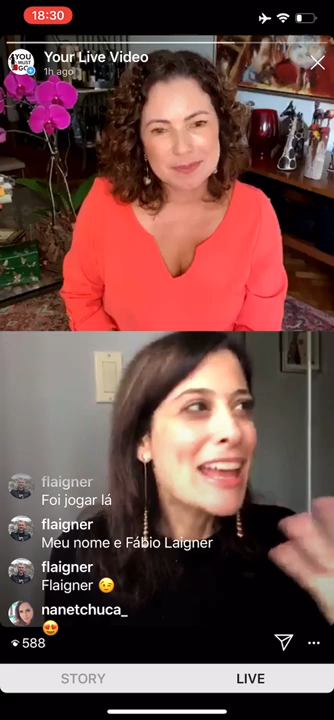 18:30
YOU
MUST
GO
Your Live Video
1h ago
flaigner
Foi jogar lá
flaigner
Meu nome e Fábio Laigner
flaigner
Flaigner 😉
nanetchuca_
😍
588
STORY
LIVE